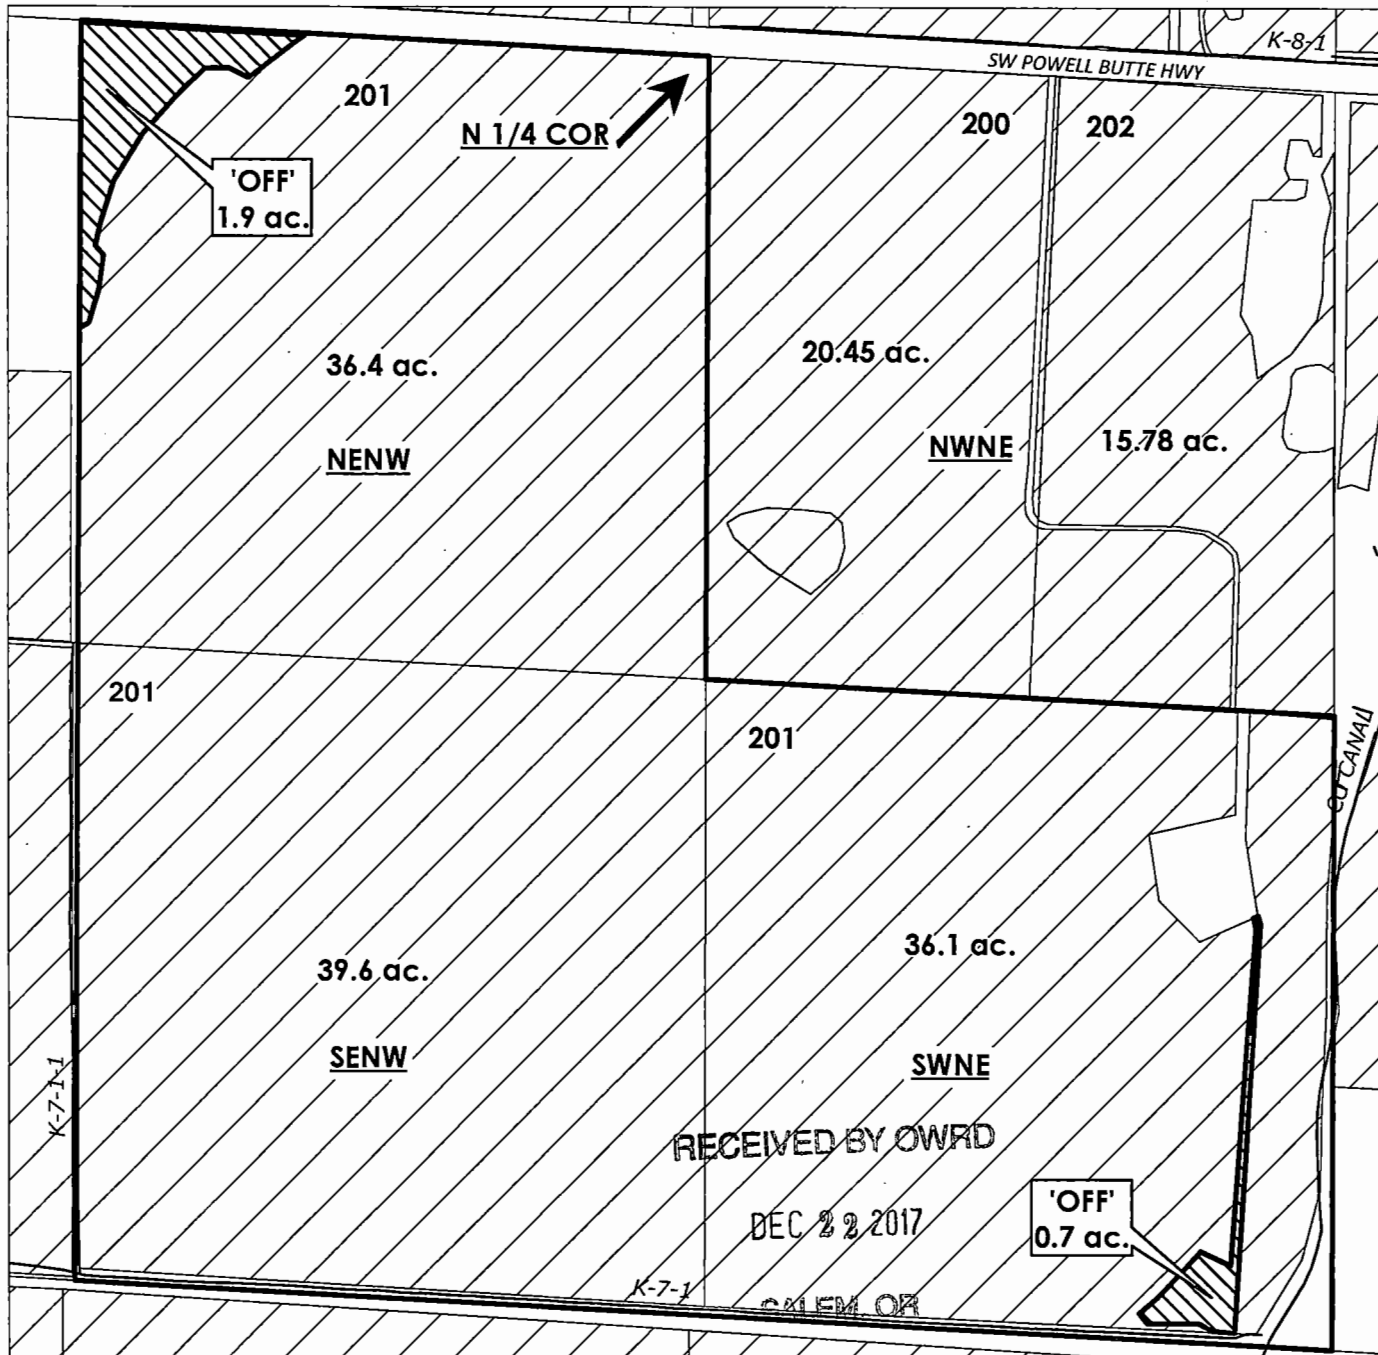 K-8-1
SW POWELL BUTTE HWY
201
N 1/4 COR
200
202
'OFF'
1.9 ac.
36.4 ac.
20.45 ac.
NENW
NWNE
15.78 ac.
201
201
CANAL
39.6 ac.
36.1 ac.
SENW
SWNE
K-7-1-1
RECEIVED BY OWRD
DEC 22 2017
'OFF'
0.7 ac.
K-7-1
SALEM, OR